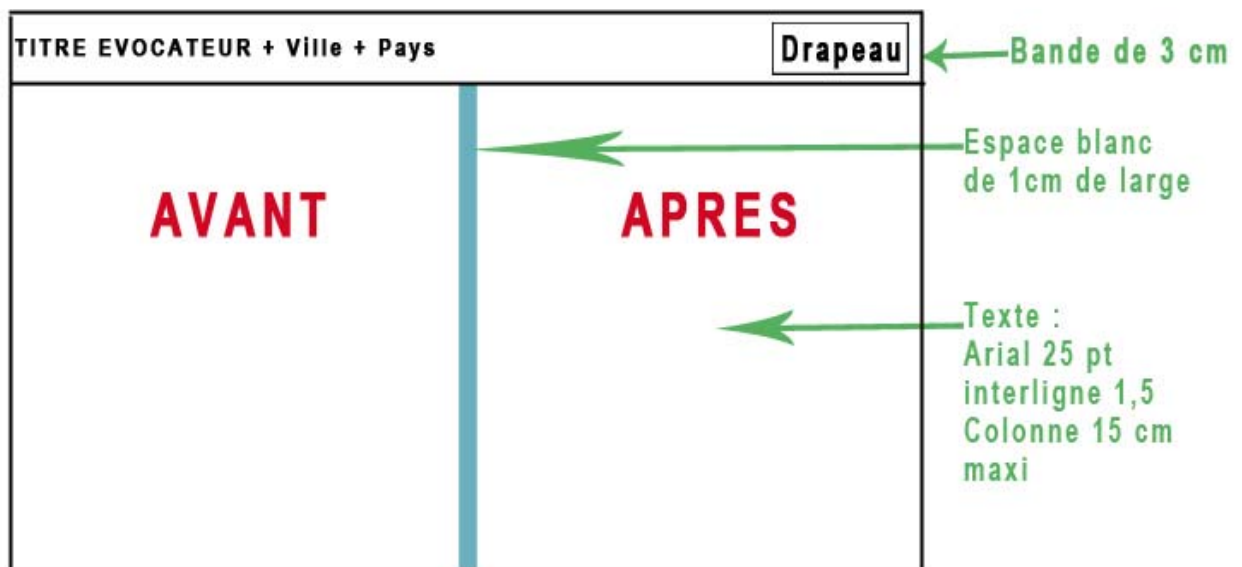 TITRE EVOCATEUR + Ville + Pays
Drapeau
Bande de 3 cm
Espace blanc
de 1cm de large
AVANT
APRES
Texte :
Arial 25 pt
interligne 1,5
Colonne 15 cm
maxi